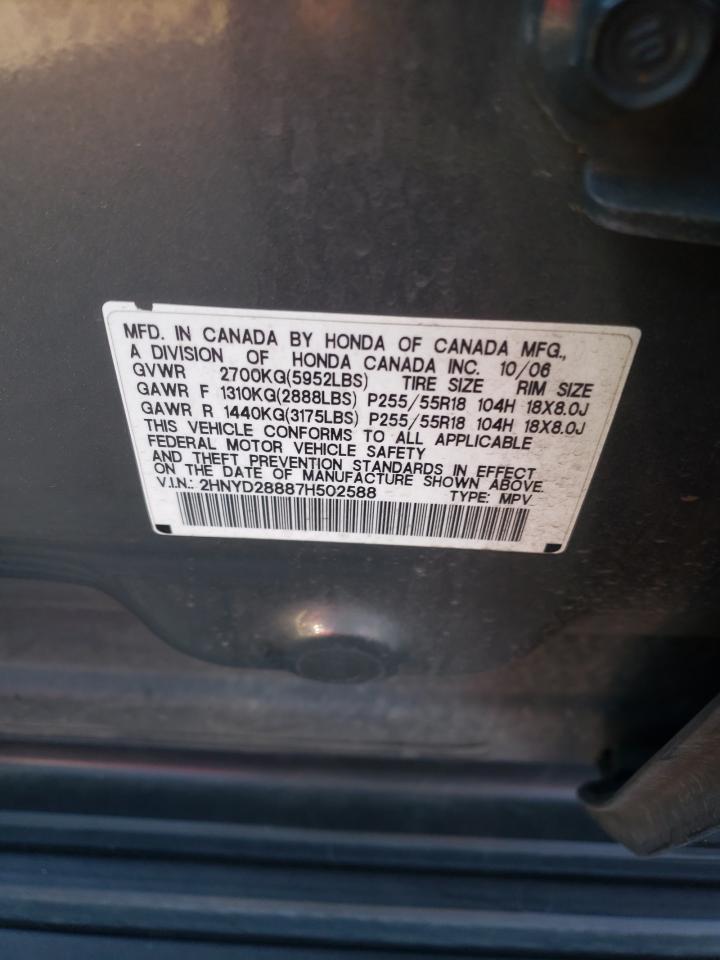 MFD. IN CANADA BY HONDA OF CANADA MFG.,
A DIVISION OF HONDA CANADA INC. 10/06
GVWR 2700KG(5952LBS) TIRE SIZE RIM SIZE
GAWR F 1310KG(2888LBS) P255/55R18 104H 18X8.0J
GAWR R 1440KG(3175LBS) P255/55R18 104H 18X8.0J
THIS VEHICLE CONFORMS TO ALL APPLICABLE
FEDERAL MOTOR VEHICLE SAFETY
AND THEFT PREVENTION STANDARDS IN EFFECT
ON THE DATE OF MANUFACTURE SHOWN ABOVE.
V.I.N.: 2HNYD28887H502588 TYPE: MPV